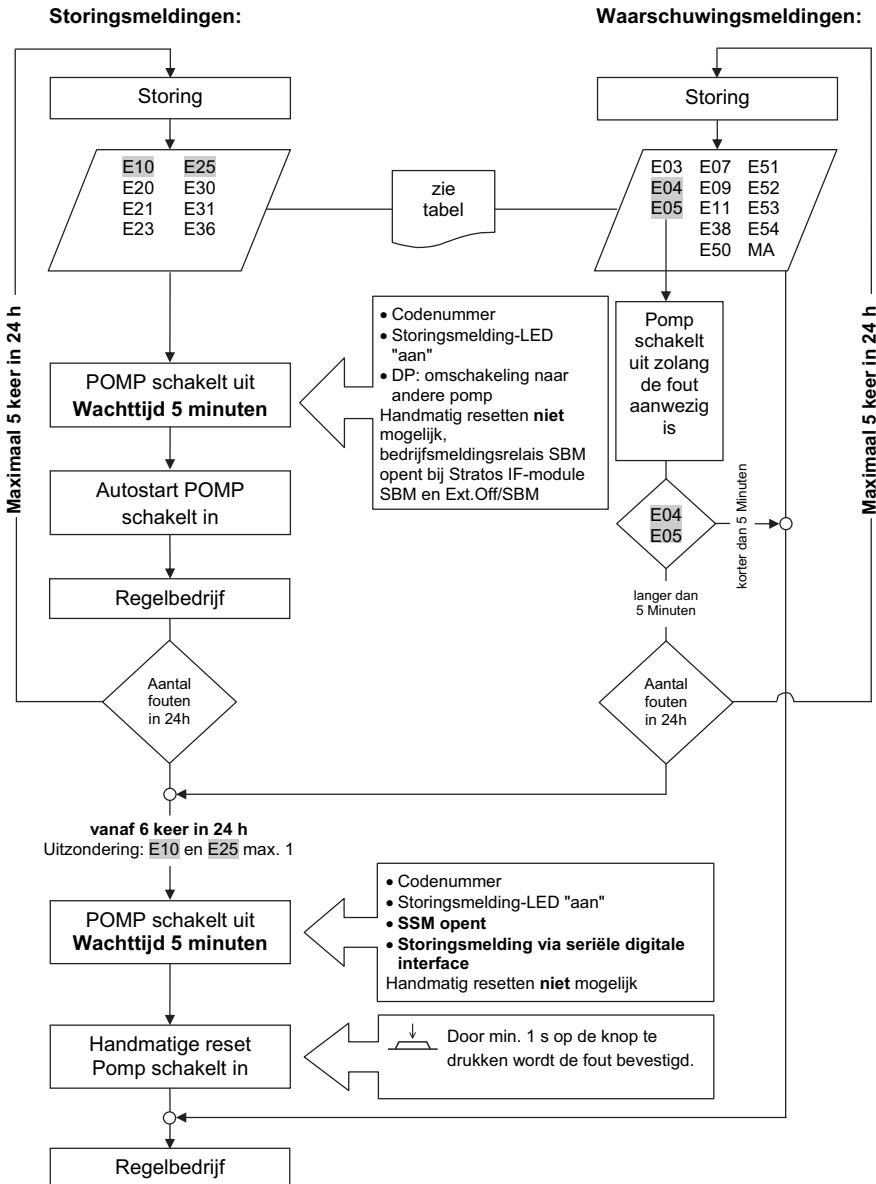 Storingsmeldingen:
Waarschuwingsmeldingen:
Storing
E10 E25
E20 E30
E21 E31
E23 E36
zie
tabel
Storing
E03 E07 E51
E04 E09 E52
E05 E11 E53
E38 E54
E50 MA
Maximaal 5 keer in 24 h
POMP schakelt uit
Wachttijd 5 minuten
• Codenummer
• Storingsmelding-LED
"aan"
• DP: omschakeling naar
andere pomp
Handmatig resetten niet
mogelijk,
bedrijfsmeldingsrelais SBM
opent bij Stratos IF-module
SBM en Ext.Off/SBM
Pomp
schakelt
uit zolang
de fout
aanwezig
is
Maximaal 5 keer in 24 h
Autostart POMP
schakelt in
E04
E05
korter dan 5 Minuten
langer dan
5 Minuten
Regelbedrijf
Aantal
fouten
in 24h
Aantal
fouten
in 24h
vanaf 6 keer in 24 h
Uitzondering: E10 en E25 max. 1
POMP schakelt uit
Wachttijd 5 minuten
• Codenummer
• Storingsmelding-LED "aan"
• SSM opent
• Storingsmelding via seriële digitale
interface
Handmatig resetten niet mogelijk
Handmatige reset
Pomp schakelt in
Door min. 1 s op de knop te
drukken wordt de fout bevestigd.
Regelbedrijf